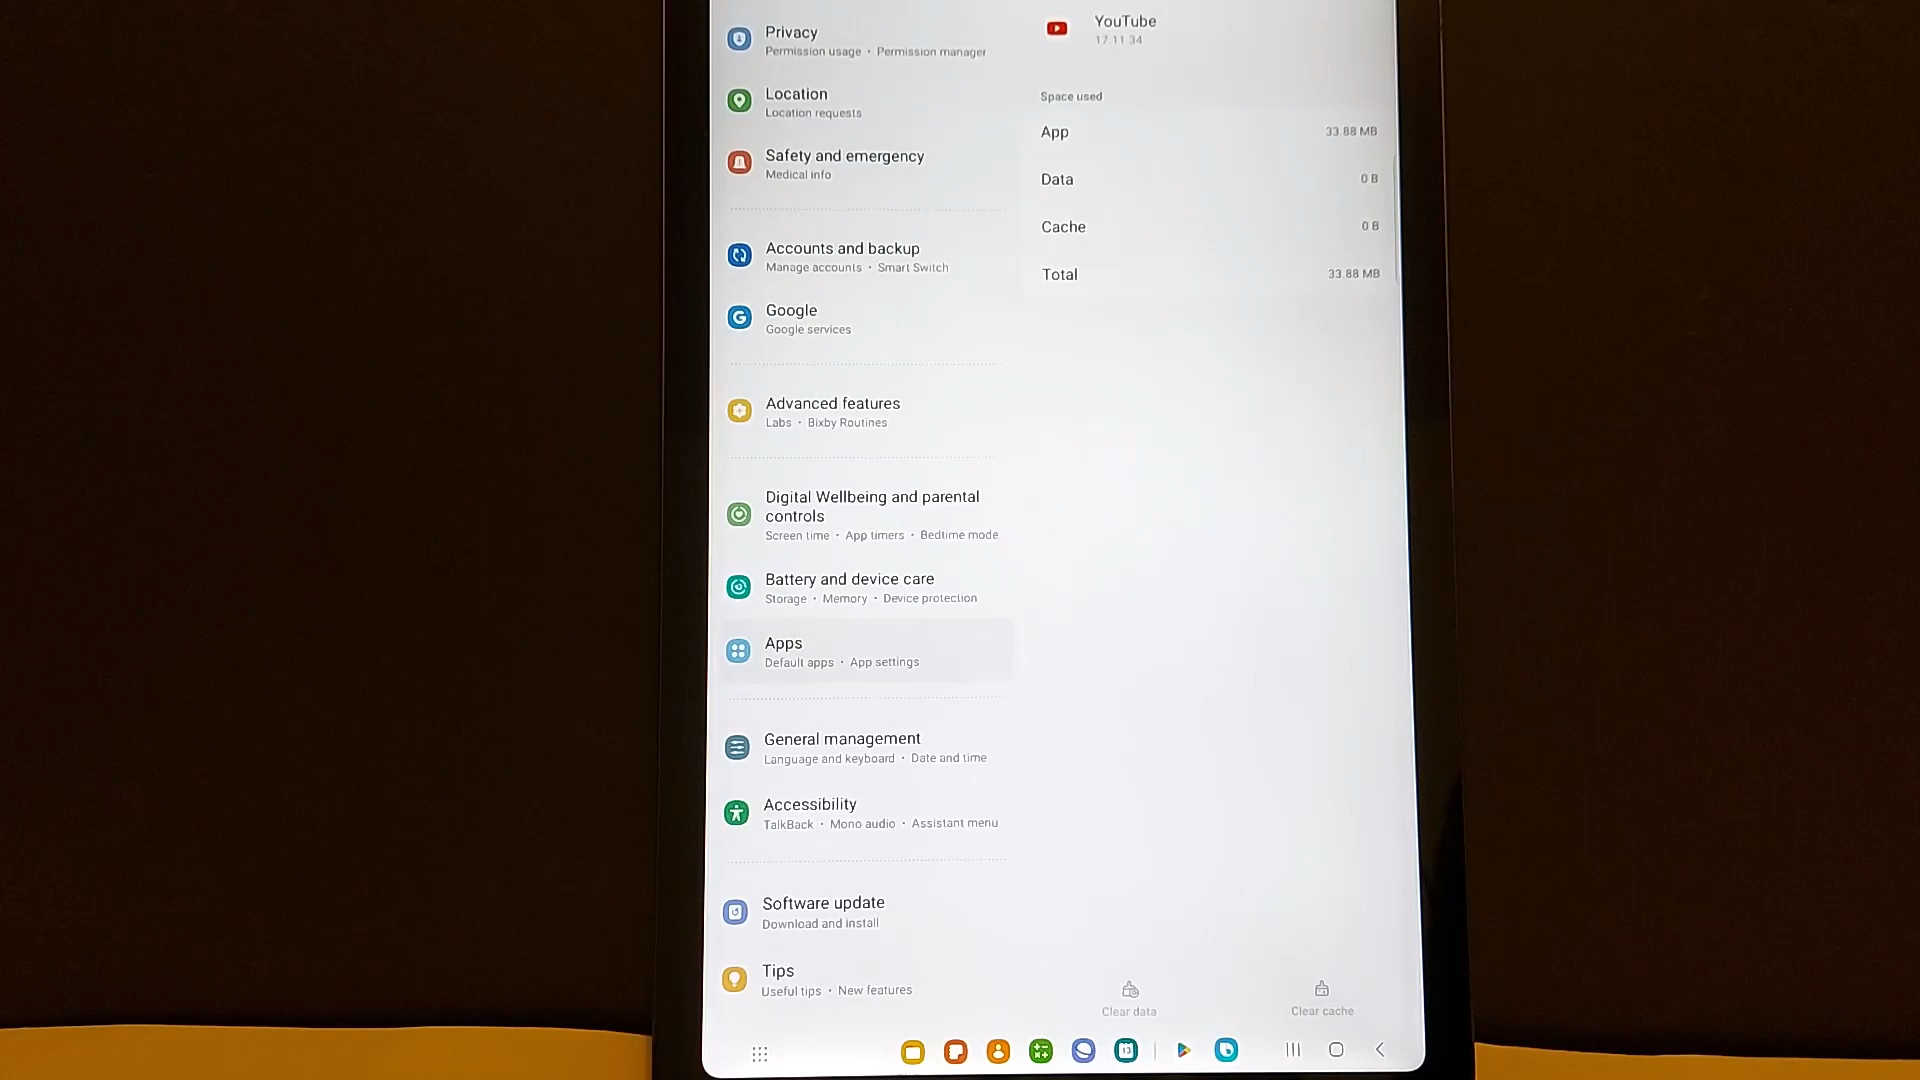 Privacy
Permission usage • Permission manager
Location
Location requests
Safety and emergency
Medical info
Accounts and backup
Manage accounts • Smart Switch
Google
Google services
Advanced features
Labs • Bixby Routines
Digital Wellbeing and parental
controls
Screen time • App timers • Bedtime mode
Battery and device care
Storage • Memory • Device protection
Apps
Default apps • App settings
General management
Language and keyboard • Date and time
Accessibility
TalkBack • Mono audio • Assistant menu
Software update
Download and install
Tips
Useful tips • New features
YouTube
17.11.34
Space used
App 33.88 MB
Data 0 B
Cache 0 B
Total 33.88 MB
Clear data
Clear cache
13